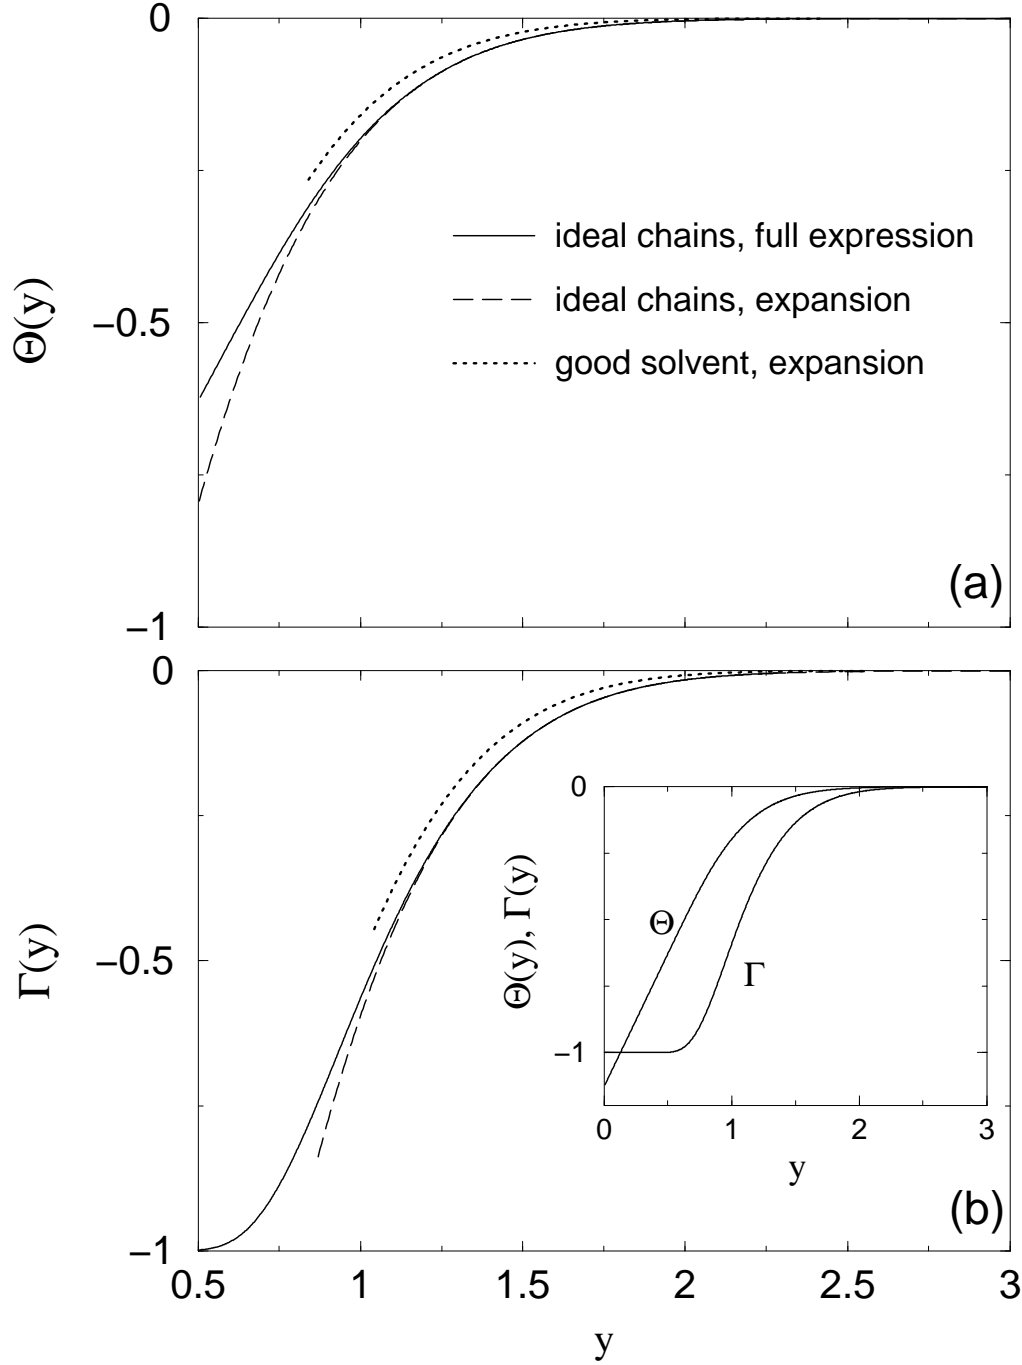 0
ideal chains, full expression
ideal chains, expansion
−0.5
good solvent, expansion
Θ(y)
(a)
−1
0
0
Θ
Γ
Θ(y), Γ(y)
−0.5
Γ(y)
−1
0 1 2 3
y
(b)
−1
0.5 1 1.5 2 2.5 3
y